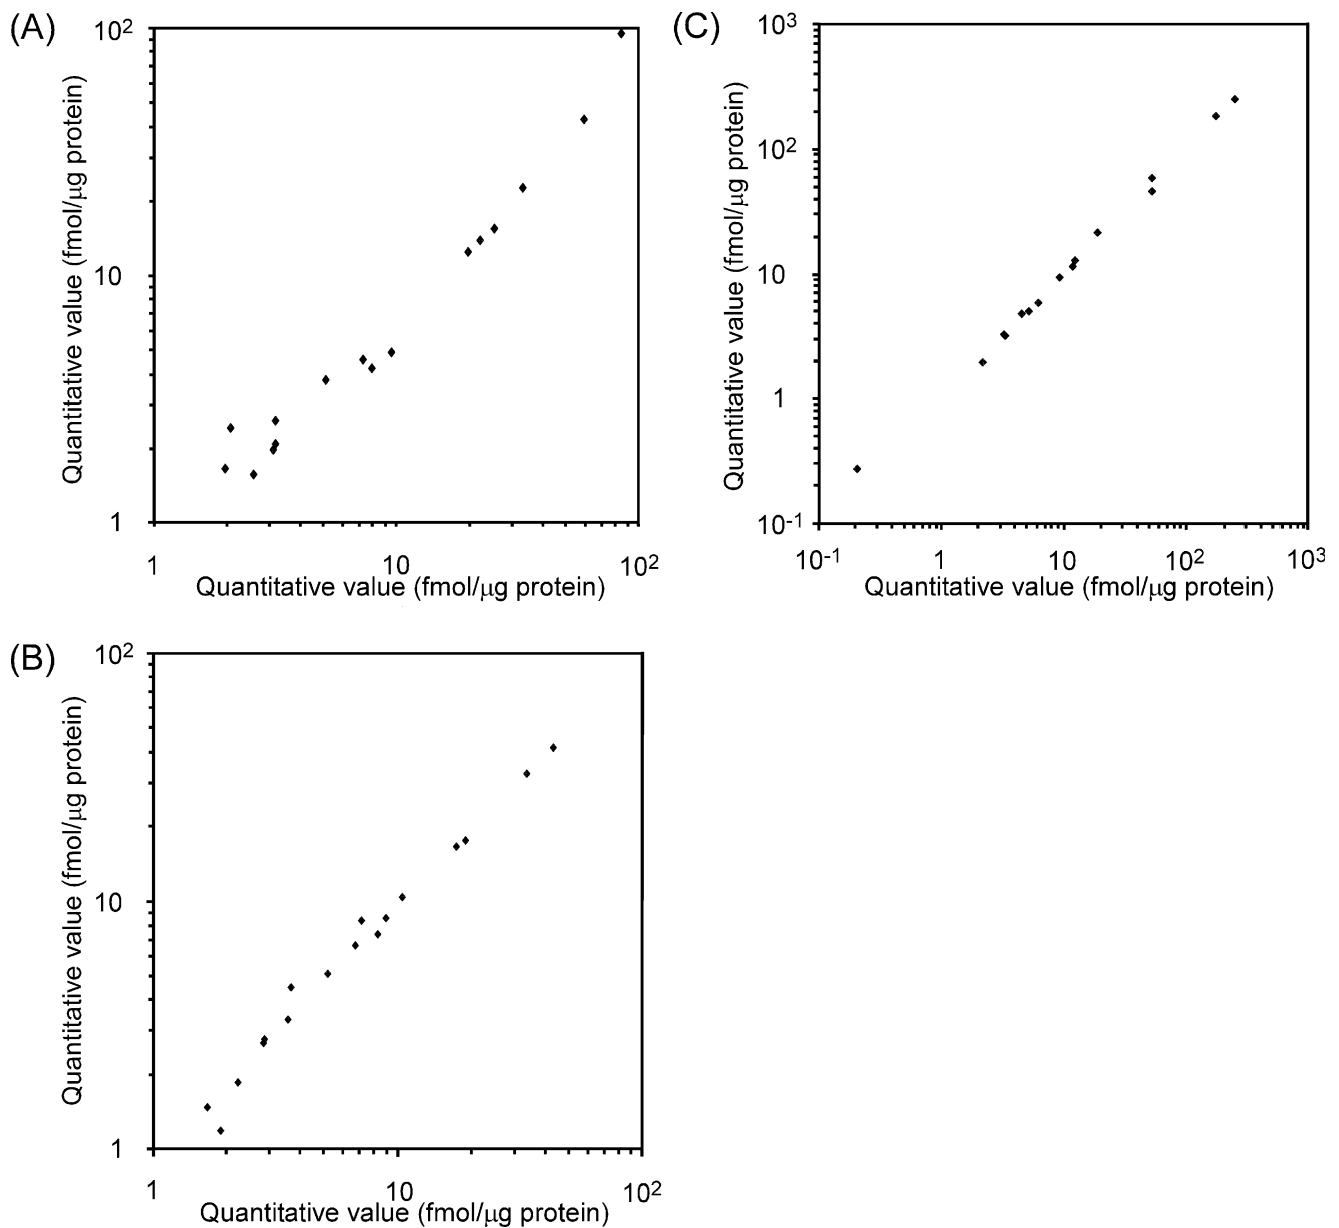 (A)
10²
10
1
Quantitative value (fmol/μg protein)
1 10 10²
Quantitative value (fmol/μg protein)
(C)
10³
10²
10
1
10⁻¹
Quantitative value (fmol/μg protein)
10⁻¹ 1 10 10² 10³
Quantitative value (fmol/μg protein)
(B)
10²
10
1
Quantitative value (fmol/μg protein)
1 10 10²
Quantitative value (fmol/μg protein)